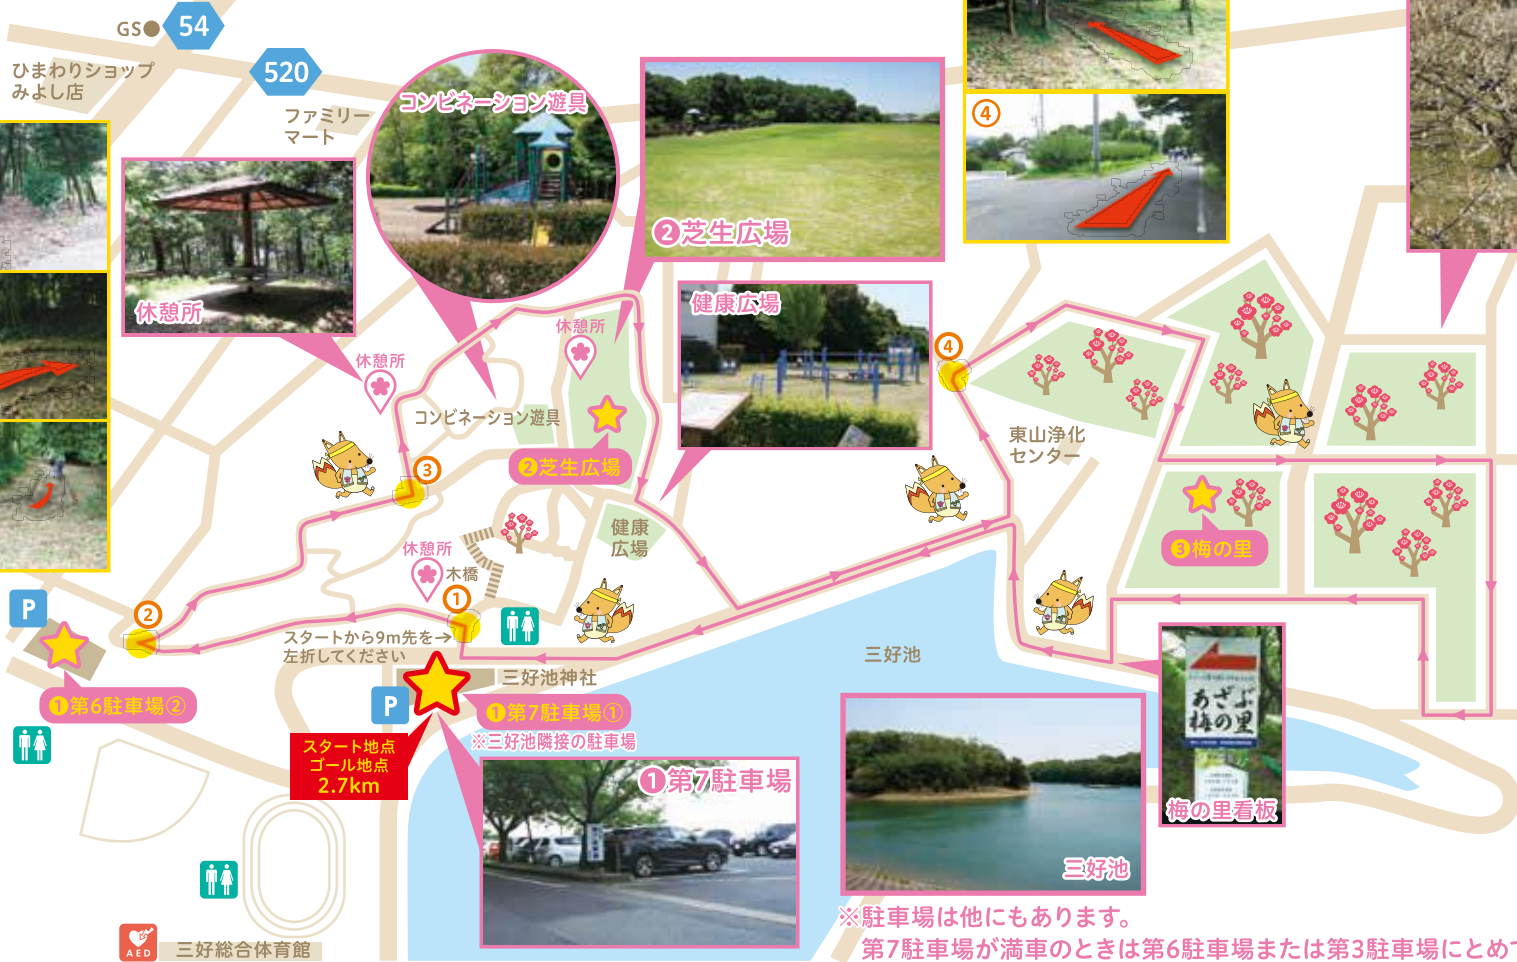 GS
54
ひまわりショップ
みよし店
520
ファミリー
マート
コンビネーション遊具
❷芝生広場
④
休憩所
健康広場
休憩所
休憩所
④
コンビネーション遊具
東山浄化
センター
③
❷芝生広場
健康
広場
❸梅の里
休憩所
木橋
①
P
②
スタートから9m先を→
左折してください
三好池
三好池神社
❶第6駐車場②
P
❶第7駐車場①
※三好池隣接の駐車場
スタート地点
ゴール地点
2.7km
❶第7駐車場
あざぶ
梅の里
梅の里看板
三好池
※駐車場は他にもあります。
第7駐車場が満車のときは第6駐車場または第3駐車場にとめ
AED
三好総合体育館